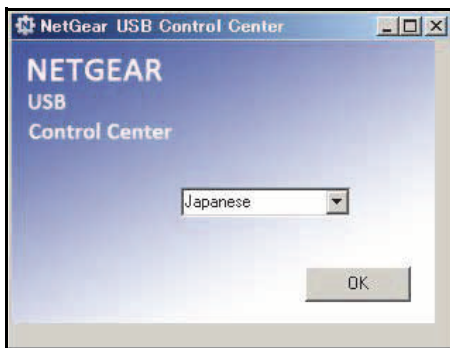 NetGear USB Control Center
NETGEAR
USB
Control Center
Japanese
OK